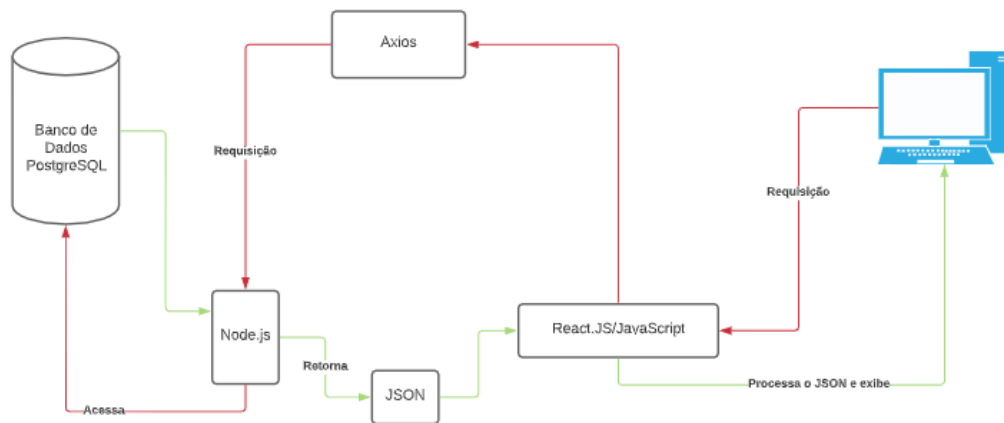 Axios
Banco de
Dados
PostgreSQL
Requisição
Requisição
Node.js
React.JS/JavaScript
Retorna
JSON
Processa o JSON e exibe
Acessa